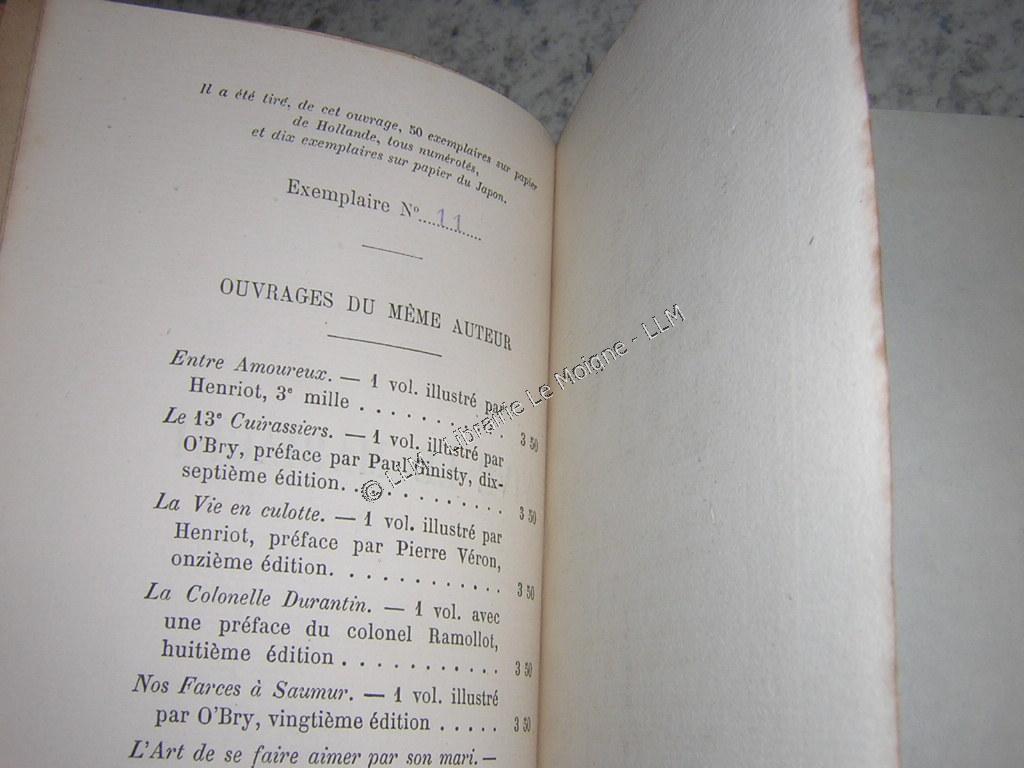 Il a été tiré, de cet ouvrage, 50 exemplaires sur papier
de Hollande, tous numérotés,
et dix exemplaires sur papier du Japon.
Exemplaire Nº....11......
OUVRAGES DU MÊME AUTEUR
Entre Amoureux. — 1 vol. illustré par
Henriot, 3e mille . . . . . . . . . . . 3 50
Le 13e Cuirassiers. — 1 vol. illustré par
O'Bry, préface par Paul Ginisty, dix-
septième édition. . . . . . . . . . . . 3 50
La Vie en culotte. — 1 vol. illustré par
Henriot, préface par Pierre Véron,
onzième édition. . . . . . . . . . . . 3 50
La Colonelle Durantin. — 1 vol. avec
une préface du colonel Ramollot,
huitième édition . . . . . . . . . . . 3 50
Nos Farces à Saumur. — 1 vol. illustré
par O'Bry, vingtième édition . . . . . 3 50
L'Art de se faire aimer par son mari. —
© LLM, Librairie Le Moigne - LLM